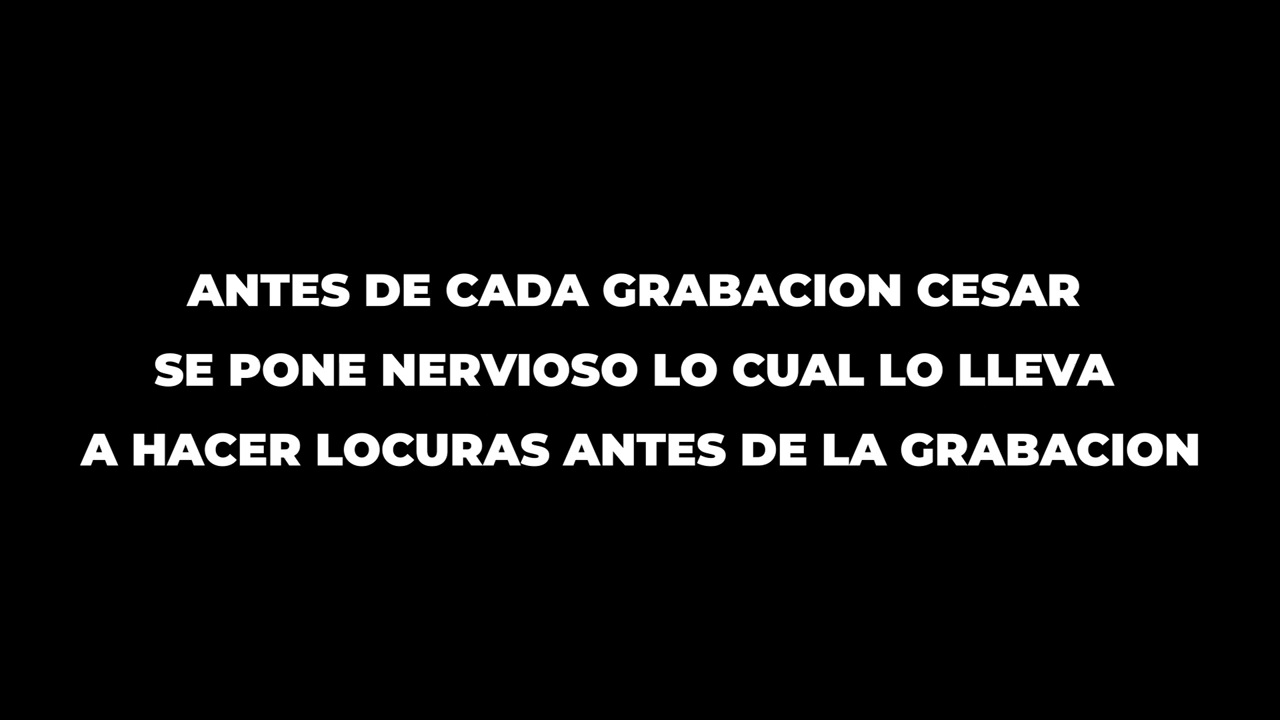 ANTES DE CADA GRABACION CESAR
SE PONE NERVIOSO LO CUAL LO LLEVA
A HACER LOCURAS ANTES DE LA GRABACION